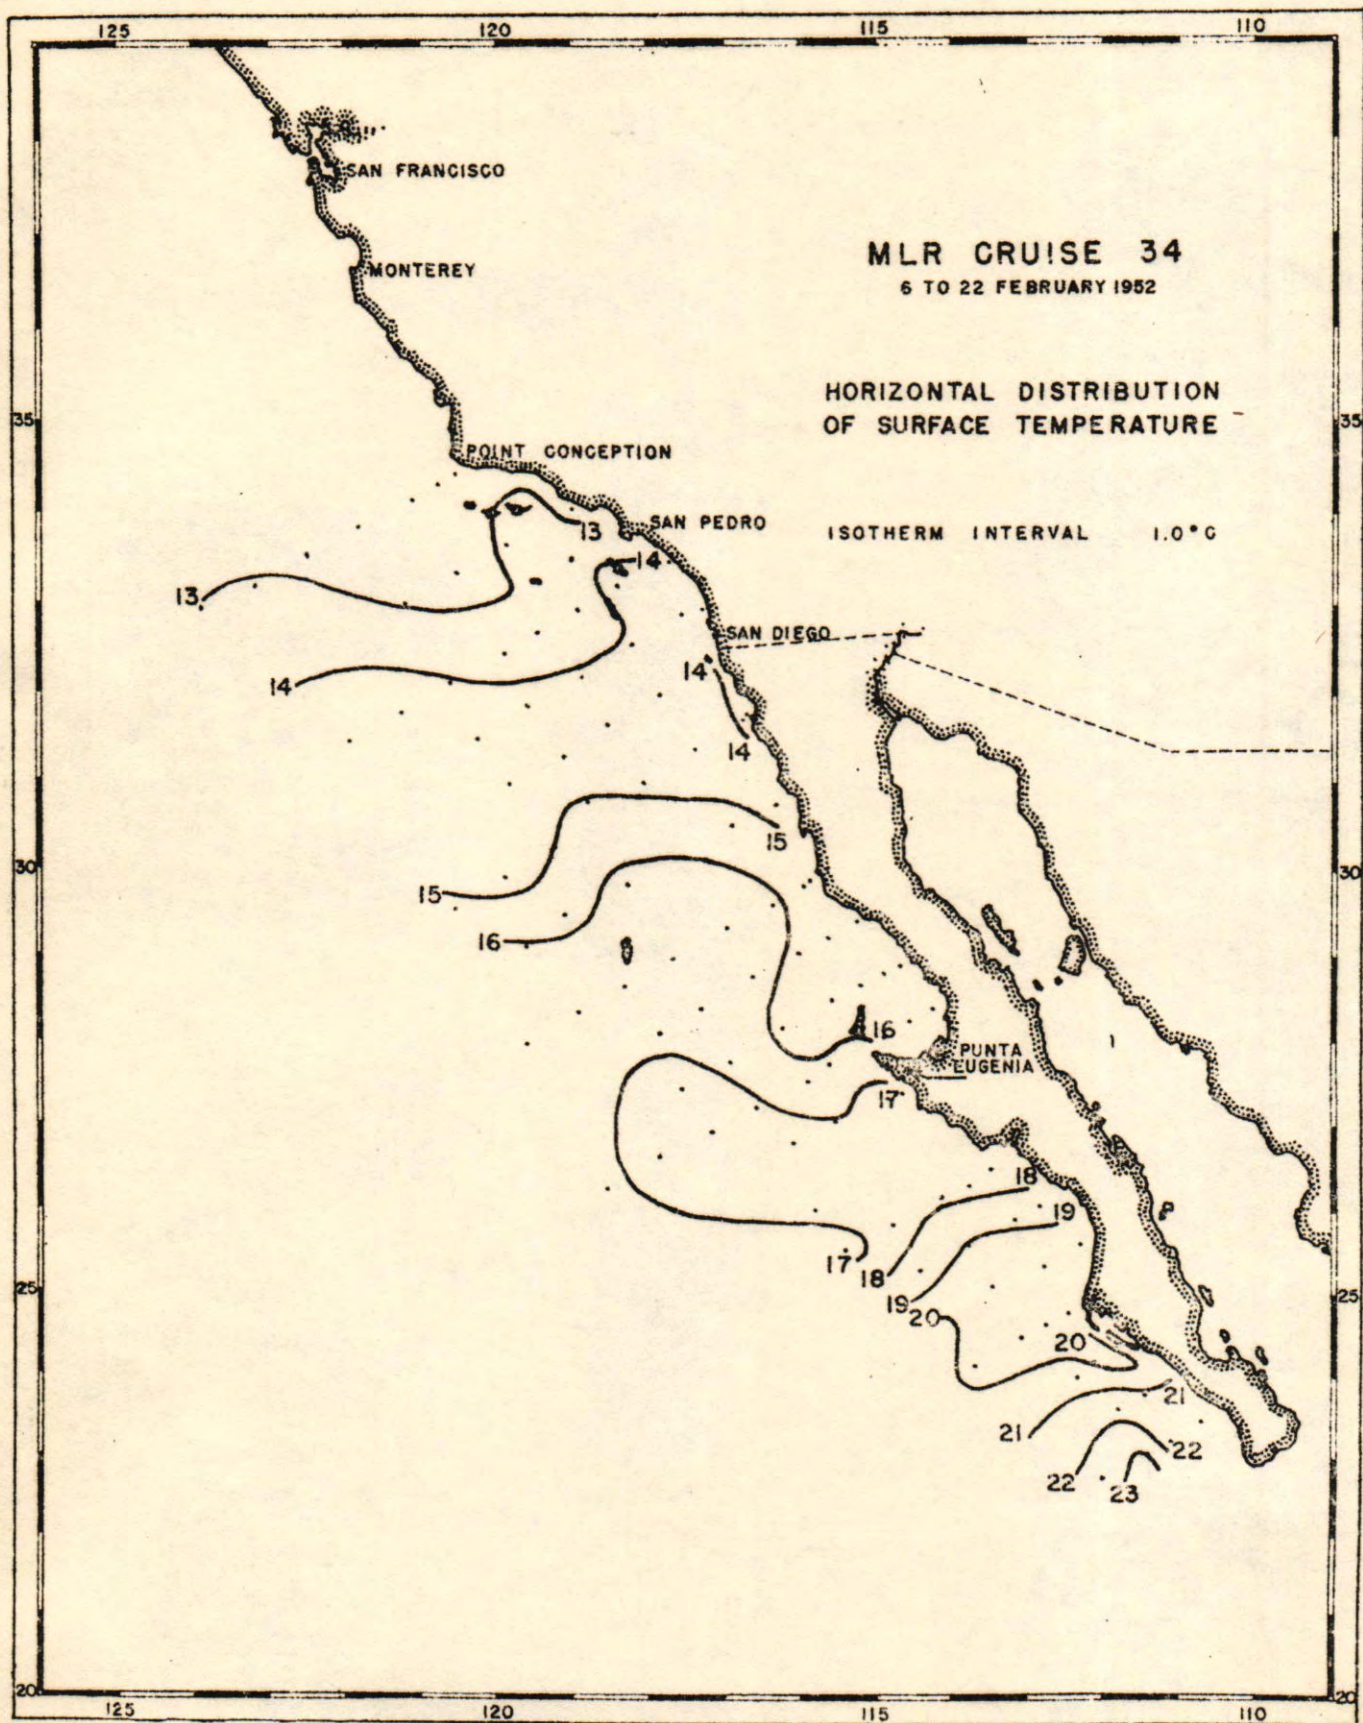 125 120 115 110
SAN FRANCISCO
MLR CRUISE 34
MONTEREY
6 TO 22 FEBRUARY 1952
HORIZONTAL DISTRIBUTION
35 OF SURFACE TEMPERATURE 35
POINT CONCEPTION
SAN PEDRO
13
ISOTHERM INTERVAL 1.0°C
14
13
SAN DIEGO
14
14
14
15
30 30
15
16
16
PUNTA
EUGENIA
17
18
19
17
18
25 25
19
20
20
21
21
22
22
23
20 20
125 120 115 110